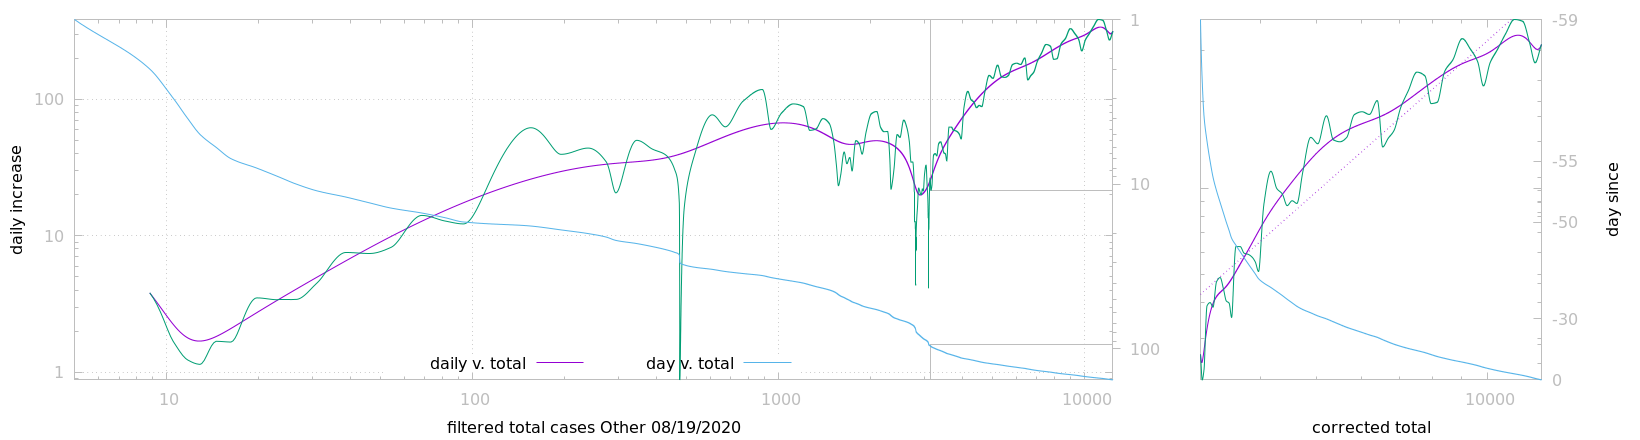 daily increase
100
10
1
10
100
1000
10000
filtered total cases Other 08/19/2020
daily v. total
day v. total
1
10
100
10000
corrected total
-59
-55
-50
-30
0
day since